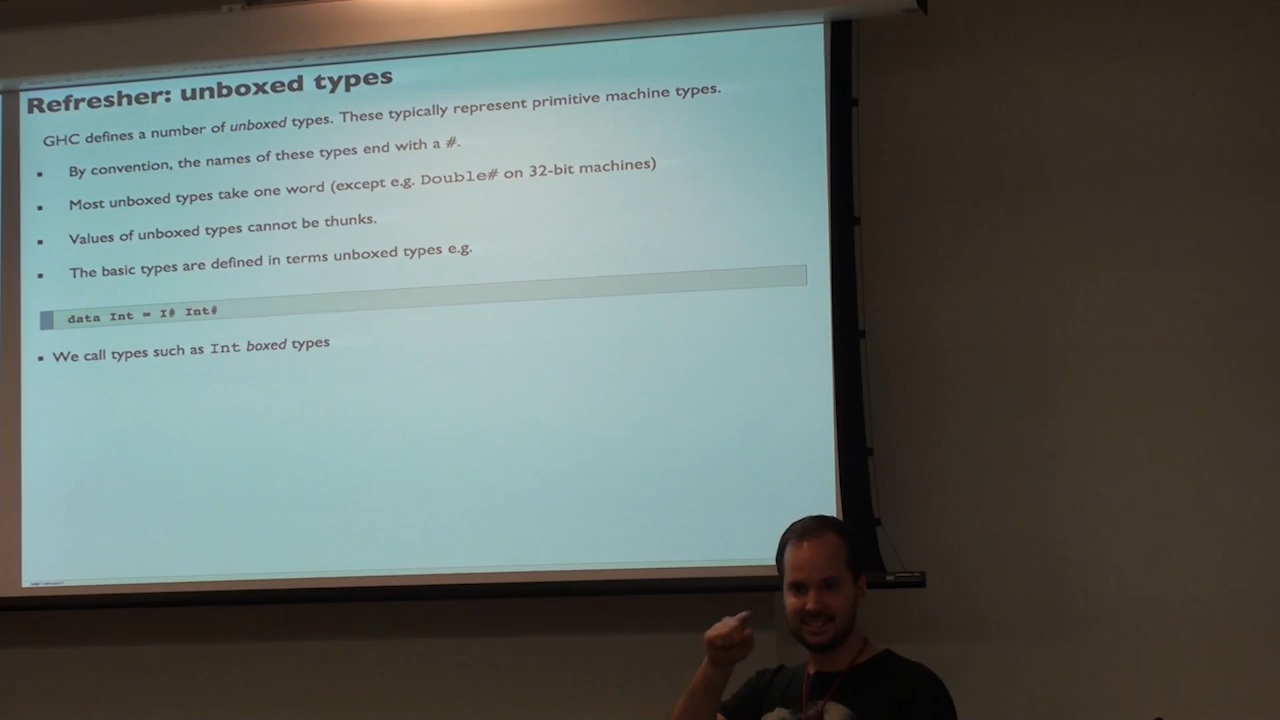 Refresher: unboxed types
GHC defines a number of unboxed types. These typically represent primitive machine types.
▪ By convention, the names of these types end with a #.
▪ Most unboxed types take one word (except e.g. Double# on 32-bit machines)
▪ Values of unboxed types cannot be thunks.
▪ The basic types are defined in terms unboxed types e.g.
data Int = I# Int#
▪ We call types such as Int boxed types